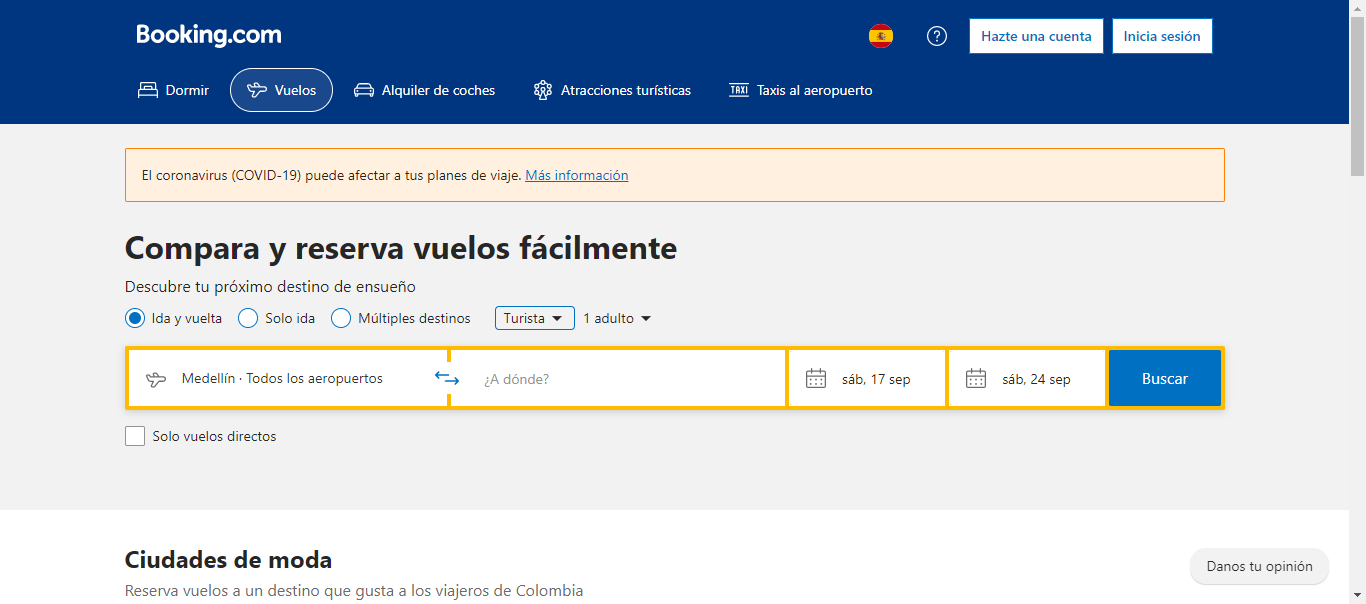 Booking.com
Hazte una cuenta
Inicia sesión
Dormir
Vuelos
Alquiler de coches
Atracciones turísticas
TAXI
Taxis al aeropuerto
El coronavirus (COVID-19) puede afectar a tus planes de viaje. Más información
Compara y reserva vuelos fácilmente
Descubre tu próximo destino de ensueño
Ida y vuelta
Solo ida
Múltiples destinos
Turista
1 adulto
Medellín · Todos los aeropuertos
¿A dónde?
sáb, 17 sep
sáb, 24 sep
Buscar
Solo vuelos directos
Ciudades de moda
Reserva vuelos a un destino que gusta a los viajeros de Colombia
Danos tu opinión